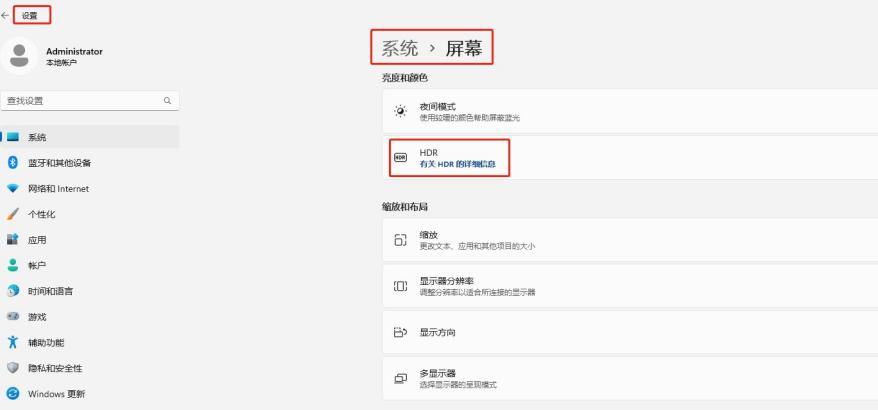 设置
Administrator
本地帐户
查找设置
系统
蓝牙和其他设备
网络和 Internet
个性化
应用
帐户
时间和语言
游戏
辅助功能
隐私和安全性
Windows 更新
系统 › 屏幕
亮度和颜色
夜间模式
使用较暖的颜色帮助屏蔽蓝光
HDR
HDR
有关 HDR 的详细信息
缩放和布局
缩放
更改文本、应用和其他项目的大小
显示器分辨率
调整分辨率以适合所连接的显示器
显示方向
多显示器
选择显示器的呈现模式